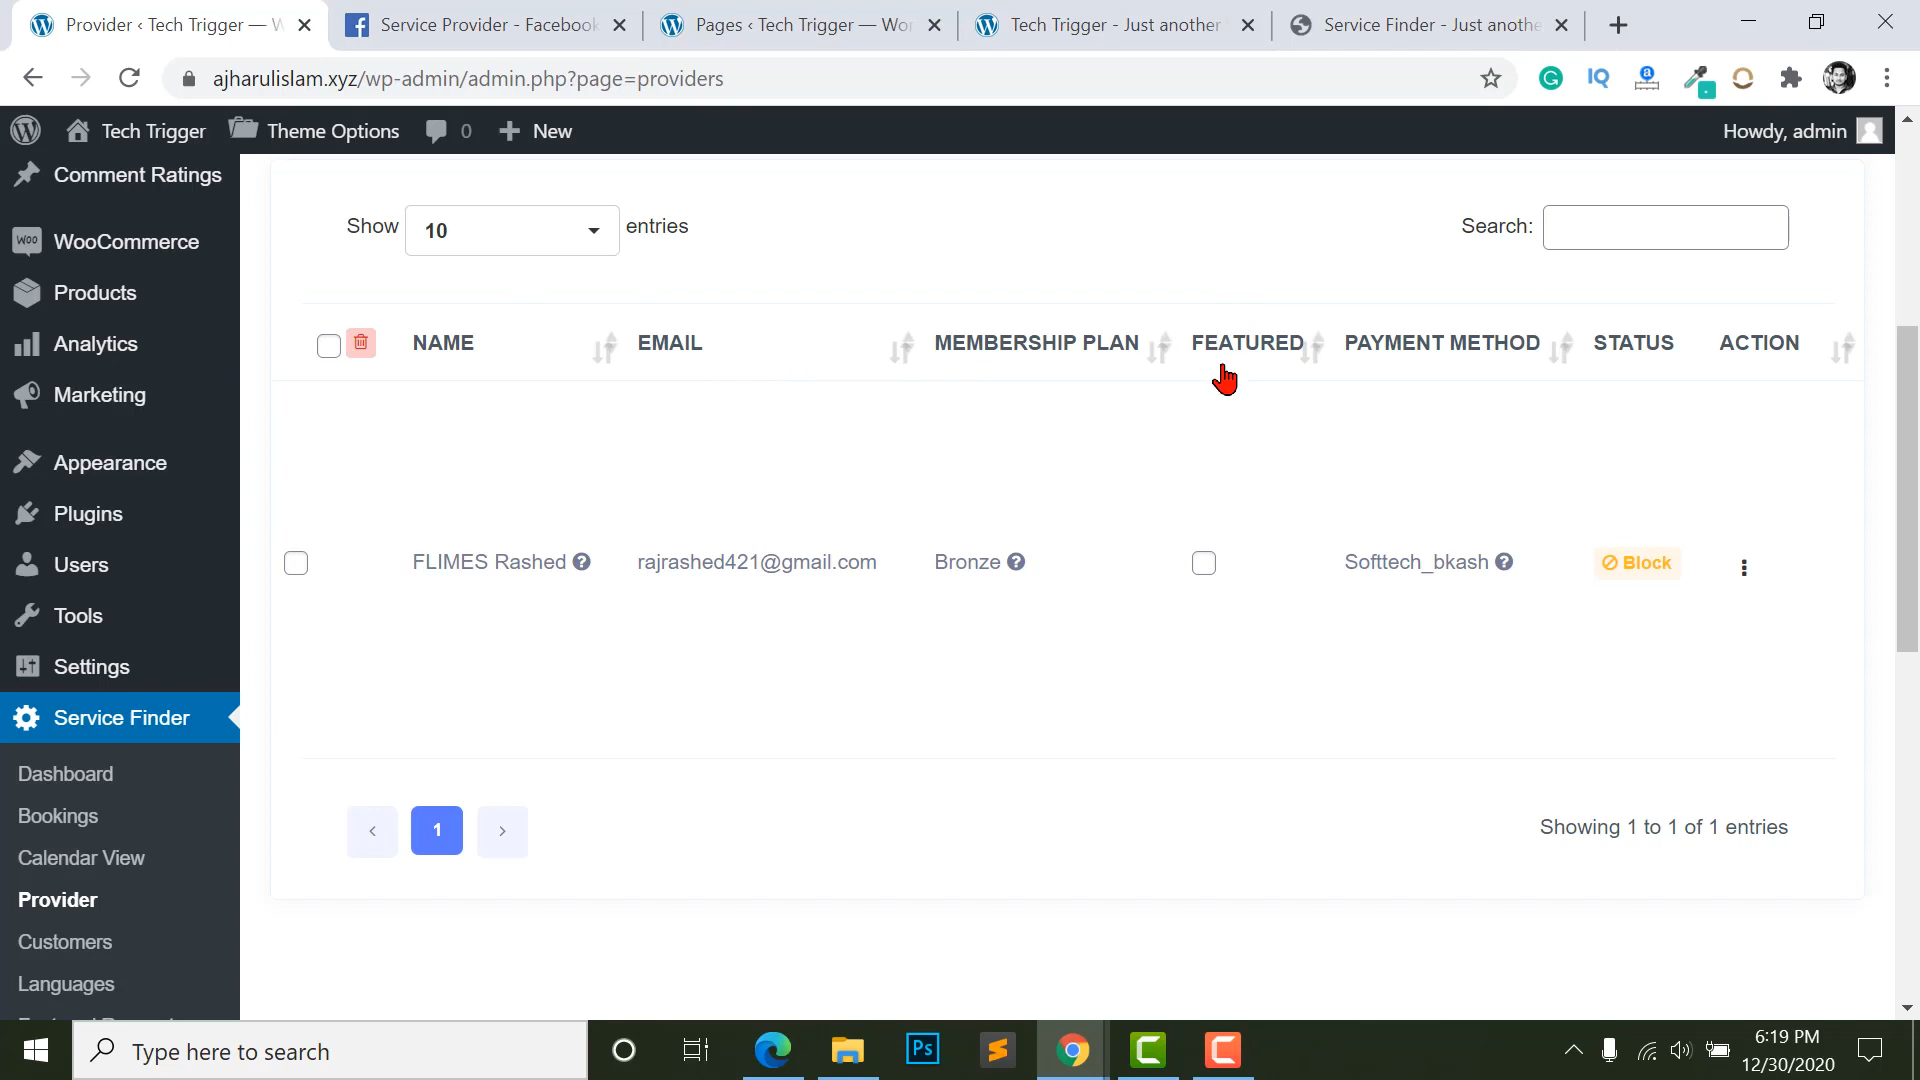 Provider ‹ Tech Trigger — W
Service Provider - Facebook
Pages ‹ Tech Trigger — Wor
Tech Trigger - Just another
Service Finder - Just anothe
ajharulislam.xyz/wp-admin/admin.php?page=providers
Tech Trigger
Theme Options
0
New
Howdy, admin
Comment Ratings
WooCommerce
Products
Analytics
Marketing
Appearance
Plugins
Users
Tools
Settings
Service Finder
Dashboard
Bookings
Calendar View
Provider
Customers
Languages
Show 10 entries
Search:
NAME EMAIL MEMBERSHIP PLAN FEATURED PAYMENT METHOD STATUS ACTION
FLIMES Rashed rajrashed421@gmail.com Bronze Softtech_bkash Block
‹ 1 ›
Showing 1 to 1 of 1 entries
Type here to search
Ps
6:19 PM
12/30/2020